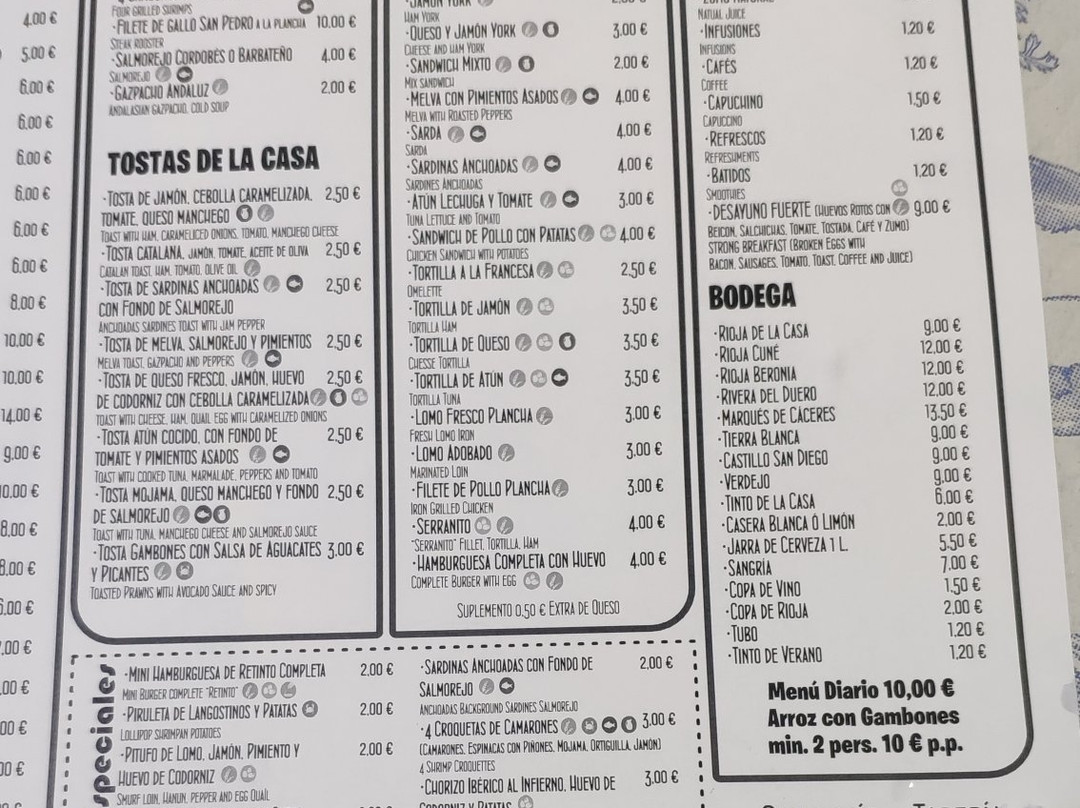 4.00 €
5.00 €
6.00 €
6.00 €
6.00 €
6.00 €
6.00 €
6.00 €
8.00 €
10.00 €
10.00 €
14.00 €
9.00 €
10.00 €
8.00 €
8.00 €
6.00 €
.00 €
.00 €
00 €
00 €
FOUR GRILLED SHRIMPS
·FILETE DE GALLO SAN PEDRO A LA PLANCHA 10.00 €
STEAK ROOSTER
·SALMOREJO CORDOBÉS O BARBATEÑO 4.00 €
SALMOREJO
·GAZPACHO ANDALUZ 2.00 €
ANDALASIAN GAZPACHO, COLD SOUP
TOSTAS DE LA CASA
·TOSTA DE JAMÓN, CEBOLLA CARAMELIZADA, 2,50 €
TOMATE, QUESO MANCHEGO
TOAST WITH HAM, CARAMELICED ONIONS, TOMATO, MANCHEGO CHEESE
·TOSTA CATALANA, JAMÓN, TOMATE, ACEITE DE OLIVA 2,50 €
CATALAN TOAST, HAM, TOMATO, OLIVE OIL
·TOSTA DE SARDINAS ANCHOADAS 2,50 €
CON FONDO DE SALMOREJO
ANCHOADAS SARDINES TOAST WITH JAM PEPPER
·TOSTA DE MELVA, SALMOREJO Y PIMIENTOS 2,50 €
MELVA TOAST, GAZPACHO AND PEPPERS
·TOSTA DE QUESO FRESCO, JAMÓN, HUEVO 2,50 €
DE CODORNIZ CON CEBOLLA CARAMELIZADA
TOAST WITH CHEESE, HAM, QUAIL EGG WITH CARAMELIZED ONIONS
·TOSTA ATÚN COCIDO, CON FONDO DE 2,50 €
TOMATE Y PIMIENTOS ASADOS
TOAST WITH COOKED TUNA, MARMALADE, PEPPERS AND TOMATO
·TOSTA MOJAMA, QUESO MANCHEGO Y FONDO 2,50 €
DE SALMOREJO
TOAST WITH TUNA, MANCHEGO CHEESE AND SALMOREJO SAUCE
·TOSTA GAMBONES CON SALSA DE AGUACATES 3,00 €
Y PICANTES
TOASTED PRAWNS WITH AVOCADO SAUCE AND SPICY
·JAMÓN YORK
HAM YORK
·QUESO Y JAMÓN YORK 3,00 €
CHEESE AND HAM YORK
·SANDWICH MIXTO 2,00 €
MIX SANDWICH
·MELVA CON PIMIENTOS ASADOS 4,00 €
MELVA WITH ROASTED PEPPERS
·SARDA 4,00 €
SARDA
·SARDINAS ANCHOADAS 4,00 €
SARDINES ANCHOADAS
·ATÚN LECHUGA Y TOMATE 3,00 €
TUNA LETTUCE AND TOMATO
·SANDWICH DE POLLO CON PATATAS 4,00 €
CHICKEN SANDWICH WITH POTATOES
·TORTILLA A LA FRANCESA 2,50 €
OMELETTE
·TORTILLA DE JAMÓN 3,50 €
TORTILLA HAM
·TORTILLA DE QUESO 3,50 €
CHESSE TORTILLA
·TORTILLA DE ATÚN 3,50 €
TORTILLA TUNA
·LOMO FRESCO PLANCHA 3,00 €
FRESH LOMO IRON
·LOMO ADOBADO 3,00 €
MARINATED LOIN
·FILETE DE POLLO PLANCHA 3,00 €
IRON GRILLED CHICKEN
·SERRANITO 4,00 €
"SERRANITO" FILLET, TORTILLA, HAM
·HAMBURGUESA COMPLETA CON HUEVO 4,00 €
COMPLETE BURGER WITH EGG
SUPLEMENTO 0,50 € EXTRA DE QUESO
NATUAL JUICE
·INFUSIONES 1,20 €
INFUSIONS
·CAFÉS 1,20 €
COFFEE
·CAPUCHINO 1,50 €
CAPUCCINO
·REFRESCOS 1,20 €
REFRESHMENTS
·BATIDOS 1,20 €
SMOOTHIES
·DESAYUNO FUERTE (HUEVOS ROTOS CON 9,00 €
BEICON, SALCHICHAS, TOMATE, TOSTADA, CAFÉ Y ZUMO)
STRONG BREAKFAST (BROKEN EGGS WITH
BACON, SAUSAGES, TOMATO, TOAST, COFFEE AND JUICE)
BODEGA
·RIOJA DE LA CASA 9,00 €
·RIOJA CUNÉ 12,00 €
·RIOJA BERONIA 12,00 €
·RIVERA DEL DUERO 12,00 €
·MARQUÉS DE CÁCERES 13,50 €
·TIERRA BLANCA 9,00 €
·CASTILLO SAN DIEGO 9,00 €
·VERDEJO 9,00 €
·TINTO DE LA CASA 6,00 €
·CASERA BLANCA Ó LIMÓN 2,00 €
·JARRA DE CERVEZA 1 L. 5,50 €
·SANGRÍA 7,00 €
·COPA DE VINO 1,50 €
·COPA DE RIOJA 2,00 €
·TUBO 1,20 €
·TINTO DE VERANO 1,20 €
Menú Diario 10,00 €
Arroz con Gambones
min. 2 pers. 10 € p.p.
speciales
·MINI HAMBURGUESA DE RETINTO COMPLETA 2,00 €
MINI BURGER COMPLETE "RETINTO"
·PIRULETA DE LANGOSTINOS Y PATATAS 2,00 €
LOLLIPOP SHRIMPAN POTATOES
·PITUFO DE LOMO, JAMÓN, PIMIENTO Y 2,00 €
HUEVO DE CODORNIZ
SMURF LOIN, HANUN, PEPPER AND EGG QUAIL
·SARDINAS ANCHOADAS CON FONDO DE 2,00 €
SALMOREJO
ANCHOADAS BACKGROUND SARDINES SALMOREJO
·4 CROQUETAS DE CAMARONES 3,00 €
(CAMARONES, ESPINACAS CON PIÑONES, MOJAMA, ORTIGUILLA, JAMÓN)
4 SHRIMP CROQUETTES
·CHORIZO IBÉRICO AL INFIERNO, HUEVO DE 3,00 €
CODORNIZ Y PATATAS